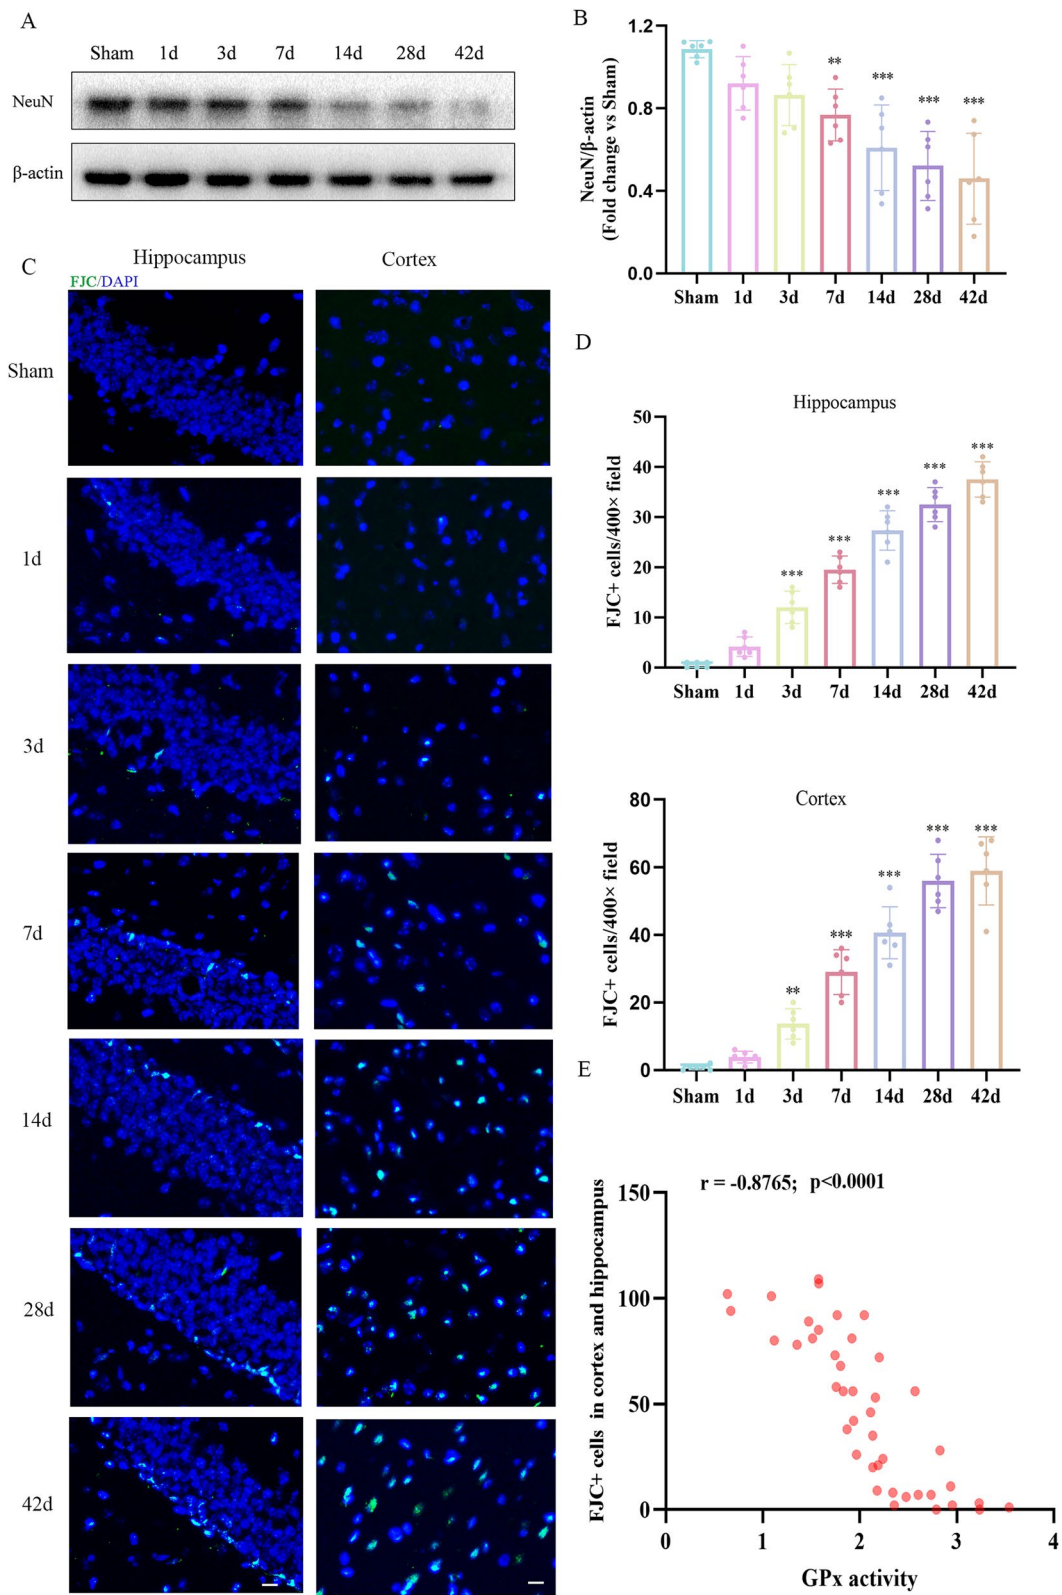 A
Sham 1d 3d 7d 14d 28d 42d
NeuN
β-actin
B
NeuN/β-actin
(Fold change vs Sham)
1.2
0.8
0.4
0.0
**
***
***
***
Sham 1d 3d 7d 14d 28d 42d
C
Hippocampus
Cortex
FJC/DAPI
Sham
1d
3d
7d
14d
28d
42d
D
Hippocampus
FJC+ cells/400× field
50
40
30
20
10
0
***
***
***
***
***
Sham 1d 3d 7d 14d 28d 42d
Cortex
FJC+ cells/400× field
80
60
40
20
0
**
***
***
***
***
Sham 1d 3d 7d 14d 28d 42d
E
r = -0.8765; p<0.0001
FJC+ cells in cortex and hippocampus
150
100
50
0
0 1 2 3 4
GPx activity